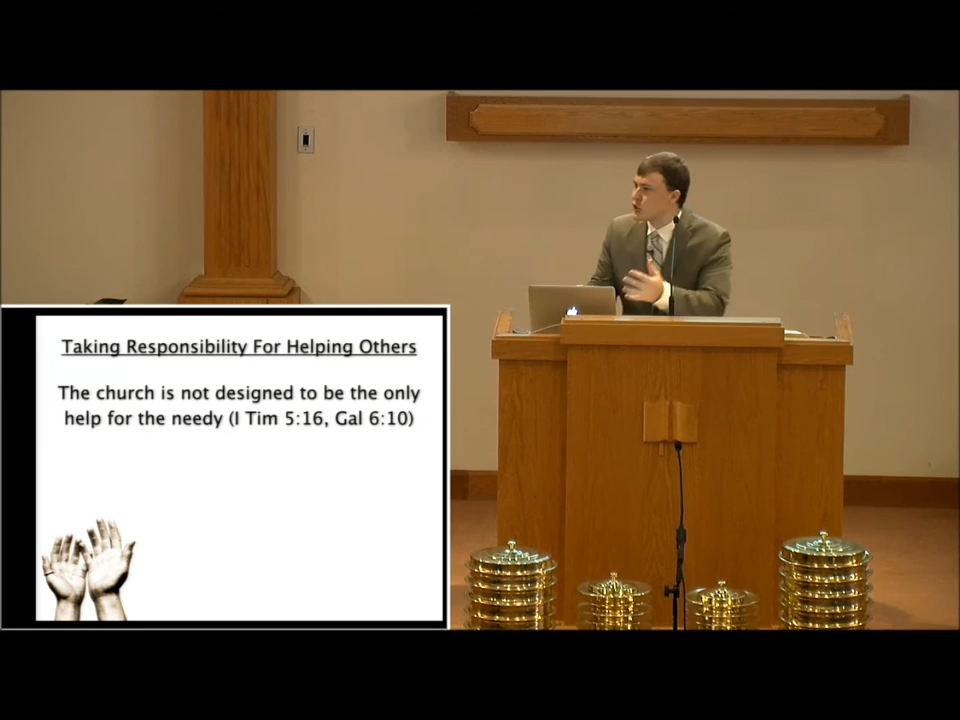 Taking Responsibility For Helping Others
The church is not designed to be the only
help for the needy (I Tim 5:16, Gal 6:10)